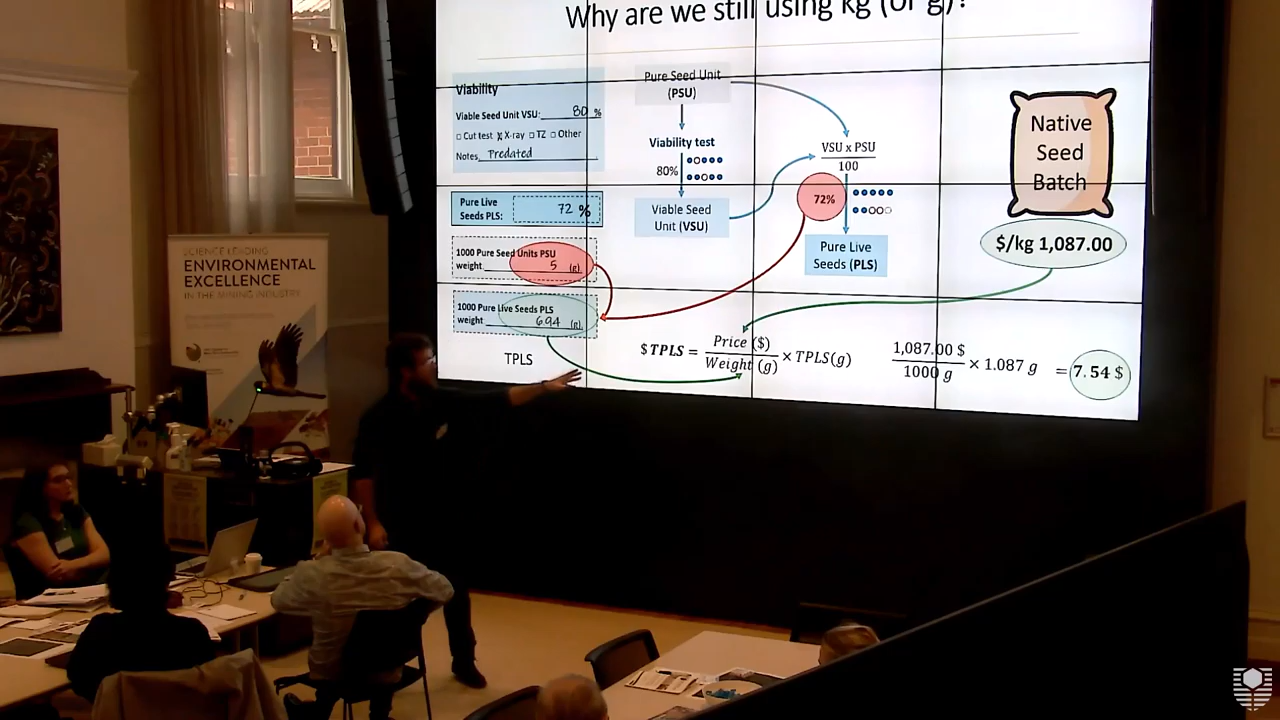 Why are we still using kg (or g)?
Viability
Viable Seed Unit VSU: 80 %
□ Cut test X X-ray □ TZ □ Other
Notes Predated
Pure Live
Seeds PLS: 72 %
1000 Pure Seed Units PSU
weight 5 (g)
1000 Pure Live Seeds PLS
weight 6.94 (g)
TPLS
Pure Seed Unit
(PSU)
Viability test
80%
Viable Seed
Unit (VSU)
VSU x PSU
100
72%
Pure Live
Seeds (PLS)
Native
Seed
Batch
$/kg 1,087.00
$ TPLS = Price ($) / Weight (g) × TPLS(g)
1,087.00 $ / 1000 g × 1.087 g = 7.54 $
SCIENCE LEADING
ENVIRONMENTAL
EXCELLENCE
IN THE MINING INDUSTRY